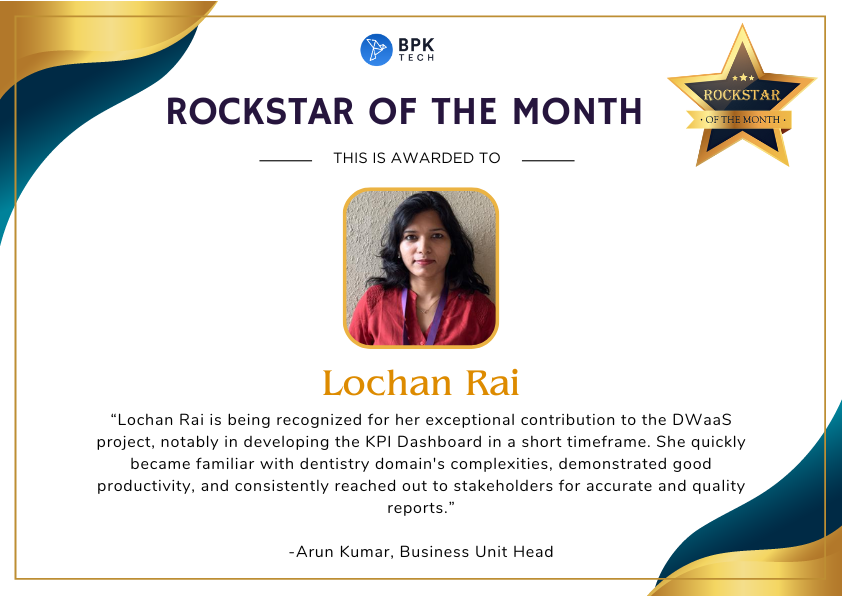 BPK
TECH
ROCKSTAR OF THE MONTH
ROCKSTAR
• OF THE MONTH •
THIS IS AWARDED TO
Lochan Rai
“Lochan Rai is being recognized for her exceptional contribution to the DWaaS
project, notably in developing the KPI Dashboard in a short timeframe. She quickly
became familiar with dentistry domain's complexities, demonstrated good
productivity, and consistently reached out to stakeholders for accurate and quality
reports.”
-Arun Kumar, Business Unit Head